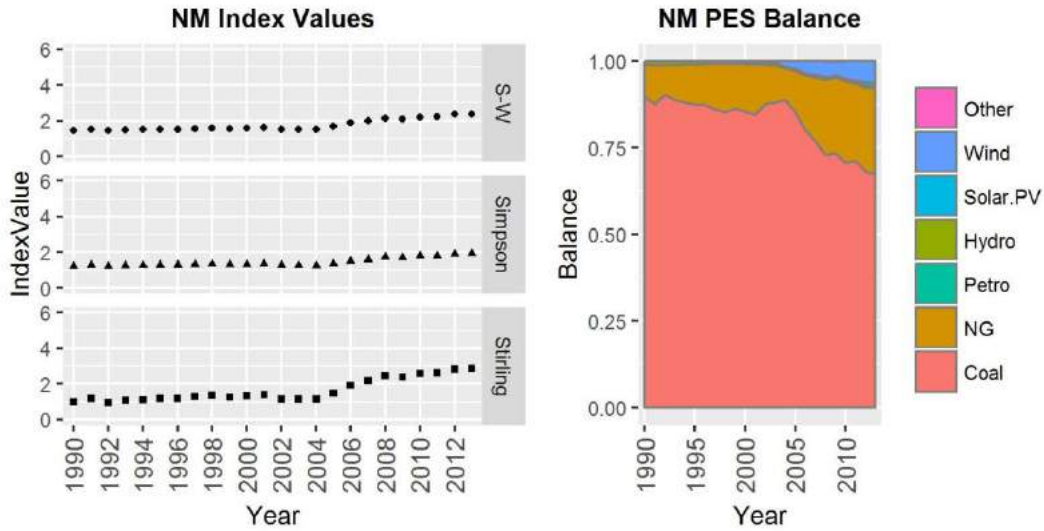 NM Index Values
IndexValue
6
4
2
0
S-W
6
4
2
0
Simpson
6
4
2
0
Stirling
1990
1992
1994
1996
1998
2000
2002
2004
2006
2008
2010
2012
Year
NM PES Balance
Balance
1.00
0.75
0.50
0.25
0.00
1990
1995
2000
2005
2010
Year
Other
Wind
Solar.PV
Hydro
Petro
NG
Coal